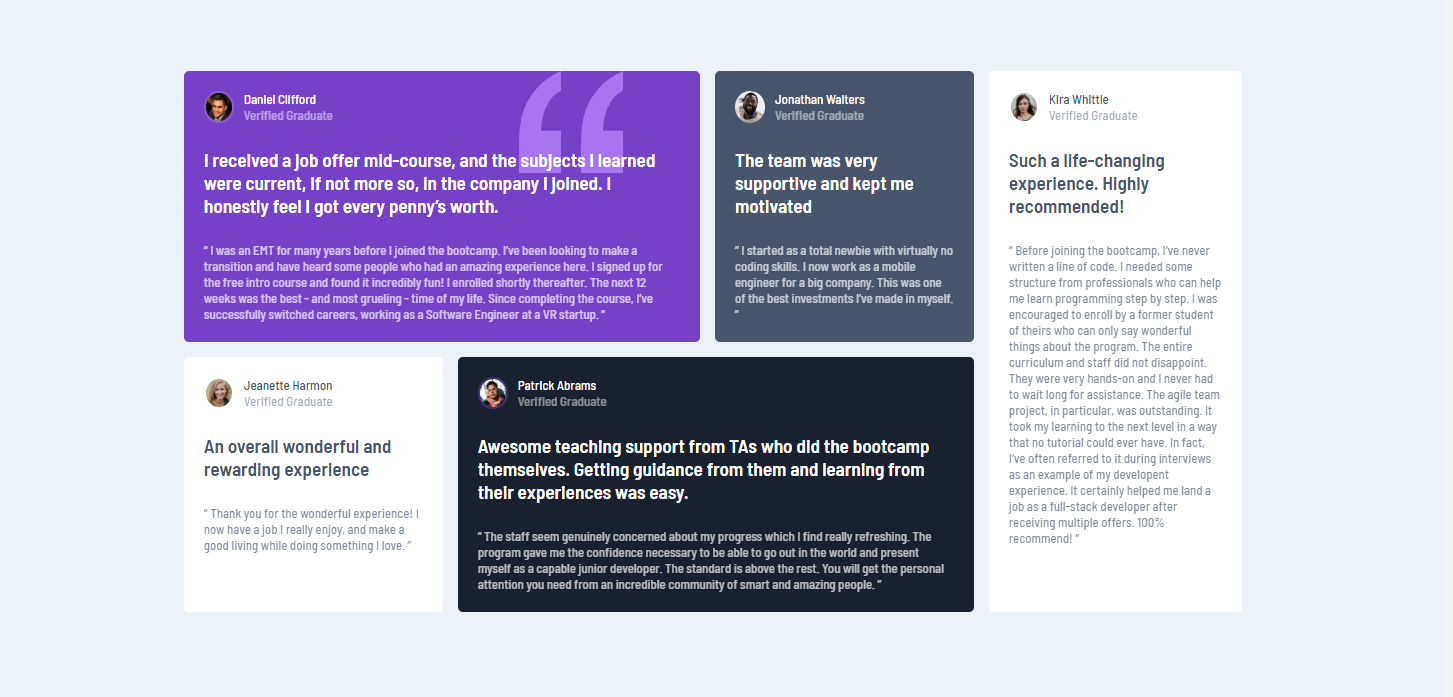 Daniel Clifford
Verified Graduate
I received a job offer mid-course, and the subjects I learned
were current, if not more so, in the company I joined. I
honestly feel I got every penny’s worth.
“ I was an EMT for many years before I joined the bootcamp. I’ve been looking to make a
transition and have heard some people who had an amazing experience here. I signed up for
the free intro course and found it incredibly fun! I enrolled shortly thereafter. The next 12
weeks was the best - and most grueling - time of my life. Since completing the course, I’ve
successfully switched careers, working as a Software Engineer at a VR startup. ”
Jonathan Walters
Verified Graduate
The team was very
supportive and kept me
motivated
“ I started as a total newbie with virtually no
coding skills. I now work as a mobile
engineer for a big company. This was one
of the best investments I’ve made in myself.
”
Kira Whittle
Verified Graduate
Such a life-changing
experience. Highly
recommended!
“ Before joining the bootcamp, I’ve never
written a line of code. I needed some
structure from professionals who can help
me learn programming step by step. I was
encouraged to enroll by a former student
of theirs who can only say wonderful
things about the program. The entire
curriculum and staff did not disappoint.
They were very hands-on and I never had
to wait long for assistance. The agile team
project, in particular, was outstanding. It
took my learning to the next level in a way
that no tutorial could ever have. In fact,
I’ve often referred to it during interviews
as an example of my developent
experience. It certainly helped me land a
job as a full-stack developer after
receiving multiple offers. 100%
recommend! ”
Jeanette Harmon
Verified Graduate
An overall wonderful and
rewarding experience
“ Thank you for the wonderful experience! I
now have a job I really enjoy, and make a
good living while doing something I love. ”
Patrick Abrams
Verified Graduate
Awesome teaching support from TAs who did the bootcamp
themselves. Getting guidance from them and learning from
their experiences was easy.
“ The staff seem genuinely concerned about my progress which I find really refreshing. The
program gave me the confidence necessary to be able to go out in the world and present
myself as a capable junior developer. The standard is above the rest. You will get the personal
attention you need from an incredible community of smart and amazing people. ”